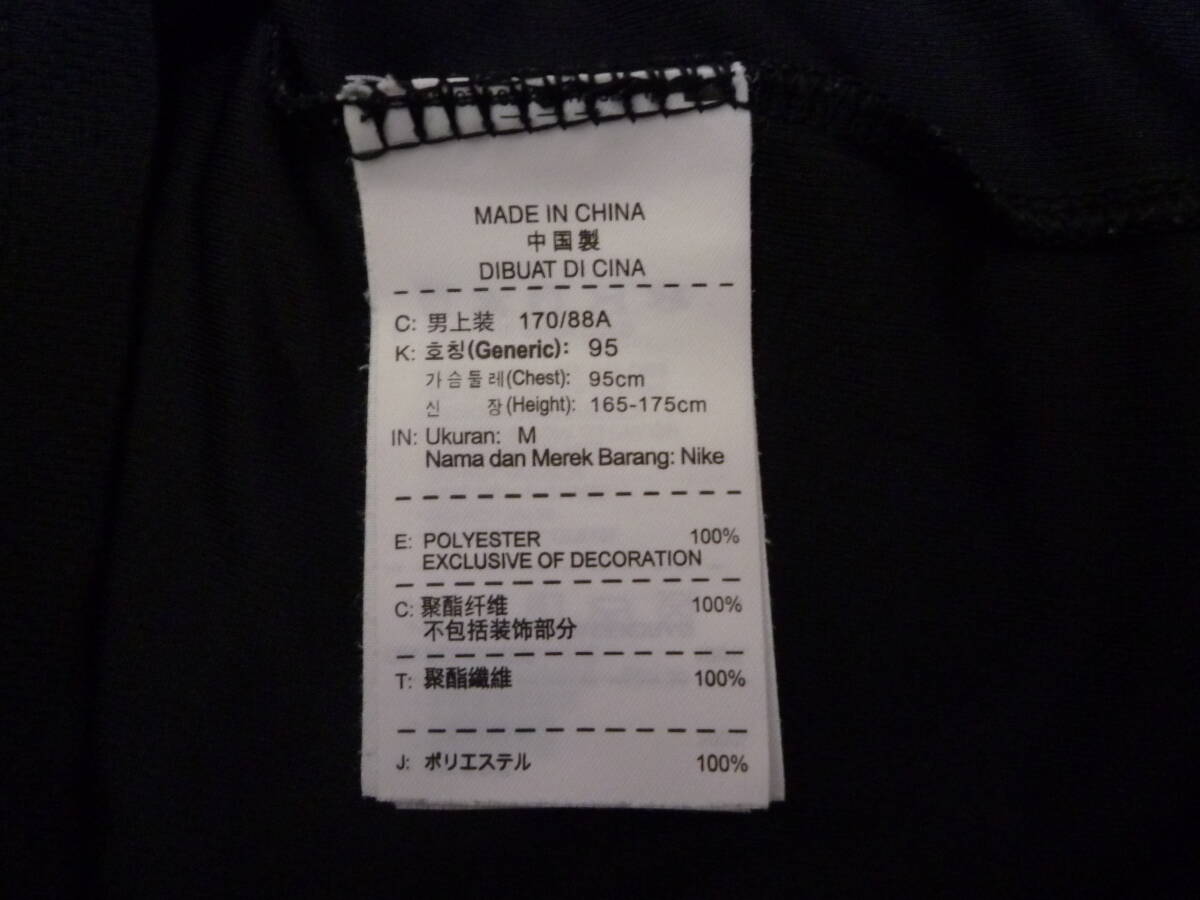 MADE IN CHINA
中国製
DIBUAT DI CINA
C: 男上装 170/88A
K: 호칭(Generic): 95
가슴둘레(Chest): 95cm
신 장(Height): 165-175cm
IN: Ukuran: M
Nama dan Merek Barang: Nike
E: POLYESTER 100%
EXCLUSIVE OF DECORATION
C: 聚酯纤维 100%
不包括装饰部分
T: 聚酯纖維 100%
J: ポリエステル 100%